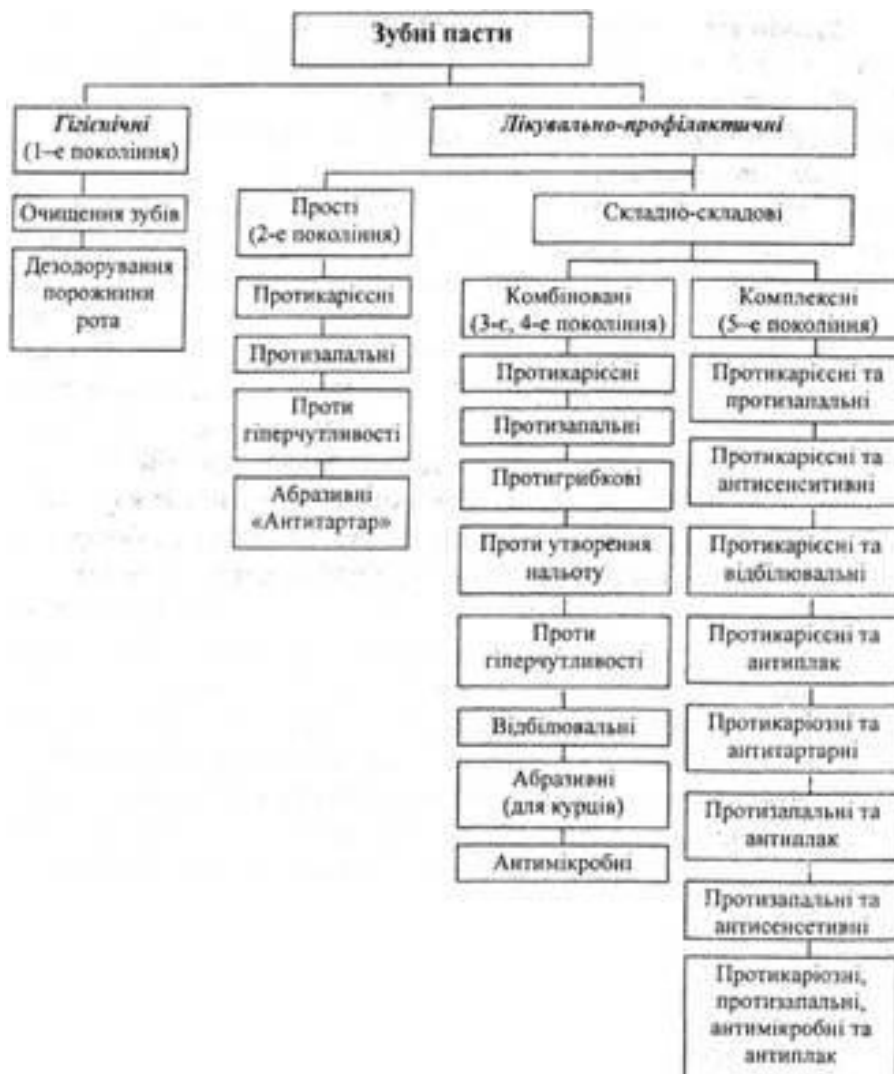 Зубні пасти
Гігієнічні
(1–е покоління)
Очищення зубів
Дезодорування
порожнини
рота
Лікувально-профілактичні
Прості
(2-е покоління)
Протикарієсні
Протизапальні
Проти
гіперчутливості
Абразивні
«Антитартар»
Складно-складові
Комбіновані
(3-є, 4-е покоління)
Протикарієсні
Протизапальні
Протигрибкові
Проти утворення
нальоту
Проти
гіперчутливості
Відбілювальні
Абразивні
(для курців)
Антимікробні
Комплексні
(5–е покоління)
Протикарієсні та
протизапальні
Протикарієсні та
антисенситивні
Протикарієсні та
відбілювальні
Протикарієсні та
антиплак
Протикаріозні та
антитартарні
Протизапальні та
антиплак
Протизапальні та
антисенсетивні
Протикаріозні,
протизапальні,
антимікробні та
антиплак